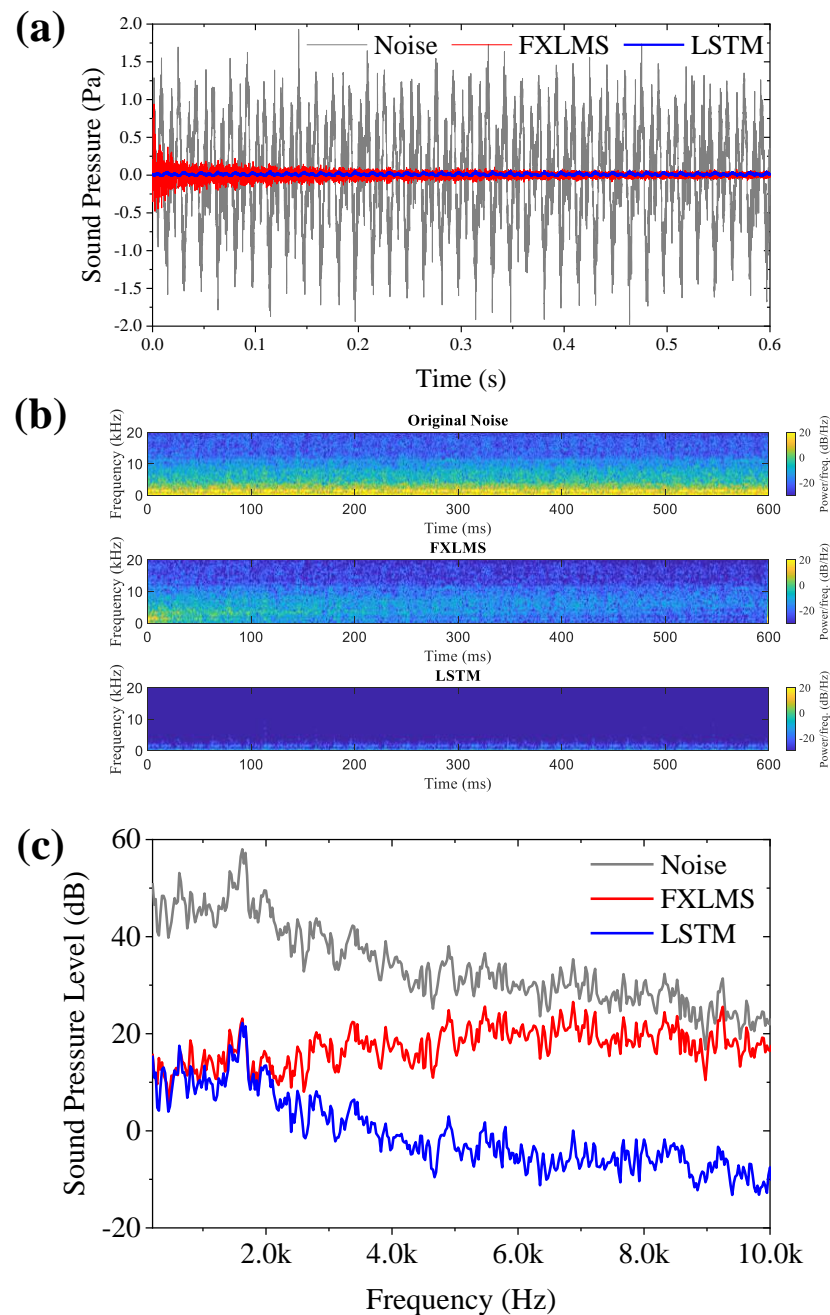 (a)
Noise FXLMS LSTM
2.0
1.5
1.0
0.5
0.0
-0.5
-1.0
-1.5
-2.0
Sound Pressure (Pa)
0.0 0.1 0.2 0.3 0.4 0.5 0.6
Time (s)
(b)
Original Noise
Frequency (kHz)
20
10
0
0 100 200 300 400 500 600
Time (ms)
20
0
-20
Power/freq. (dB/Hz)
FXLMS
Frequency (kHz)
20
10
0
0 100 200 300 400 500 600
Time (ms)
20
0
-20
Power/freq. (dB/Hz)
LSTM
Frequency (kHz)
20
10
0
0 100 200 300 400 500 600
Time (ms)
20
0
-20
Power/freq. (dB/Hz)
(c)
Noise
FXLMS
LSTM
60
40
20
0
-20
Sound Pressure Level (dB)
2.0k 4.0k 6.0k 8.0k 10.0k
Frequency (Hz)